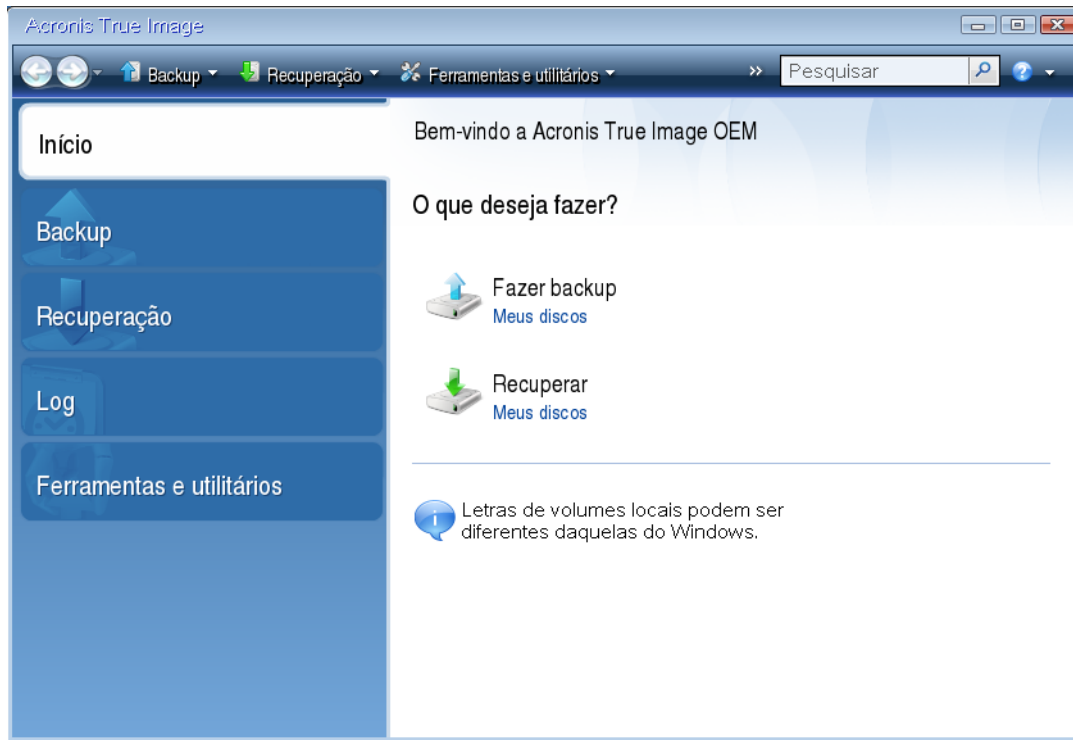 Acronis True Image
Backup
Recuperação
Ferramentas e utilitários
»
Pesquisar
Início
Backup
Recuperação
Log
Ferramentas e utilitários
Bem-vindo a Acronis True Image OEM
O que deseja fazer?
Fazer backup
Meus discos
Recuperar
Meus discos
Letras de volumes locais podem ser
diferentes daquelas do Windows.